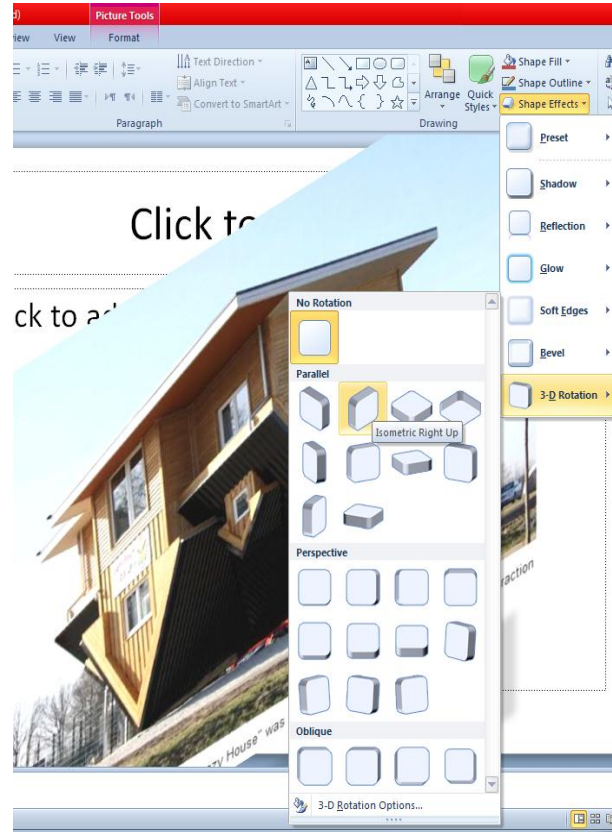 d)
Picture Tools
iew View Format
Text Direction
Align Text
Convert to SmartArt
Paragraph
Arrange
Quick Styles
Drawing
Shape Fill
Shape Outline
Shape Effects
Preset
Shadow
Reflection
Glow
Soft Edges
Bevel
3-D Rotation
Click to
ck to
No Rotation
Parallel
Isometric Right Up
Perspective
Oblique
3-D Rotation Options...
raction
zy House" was